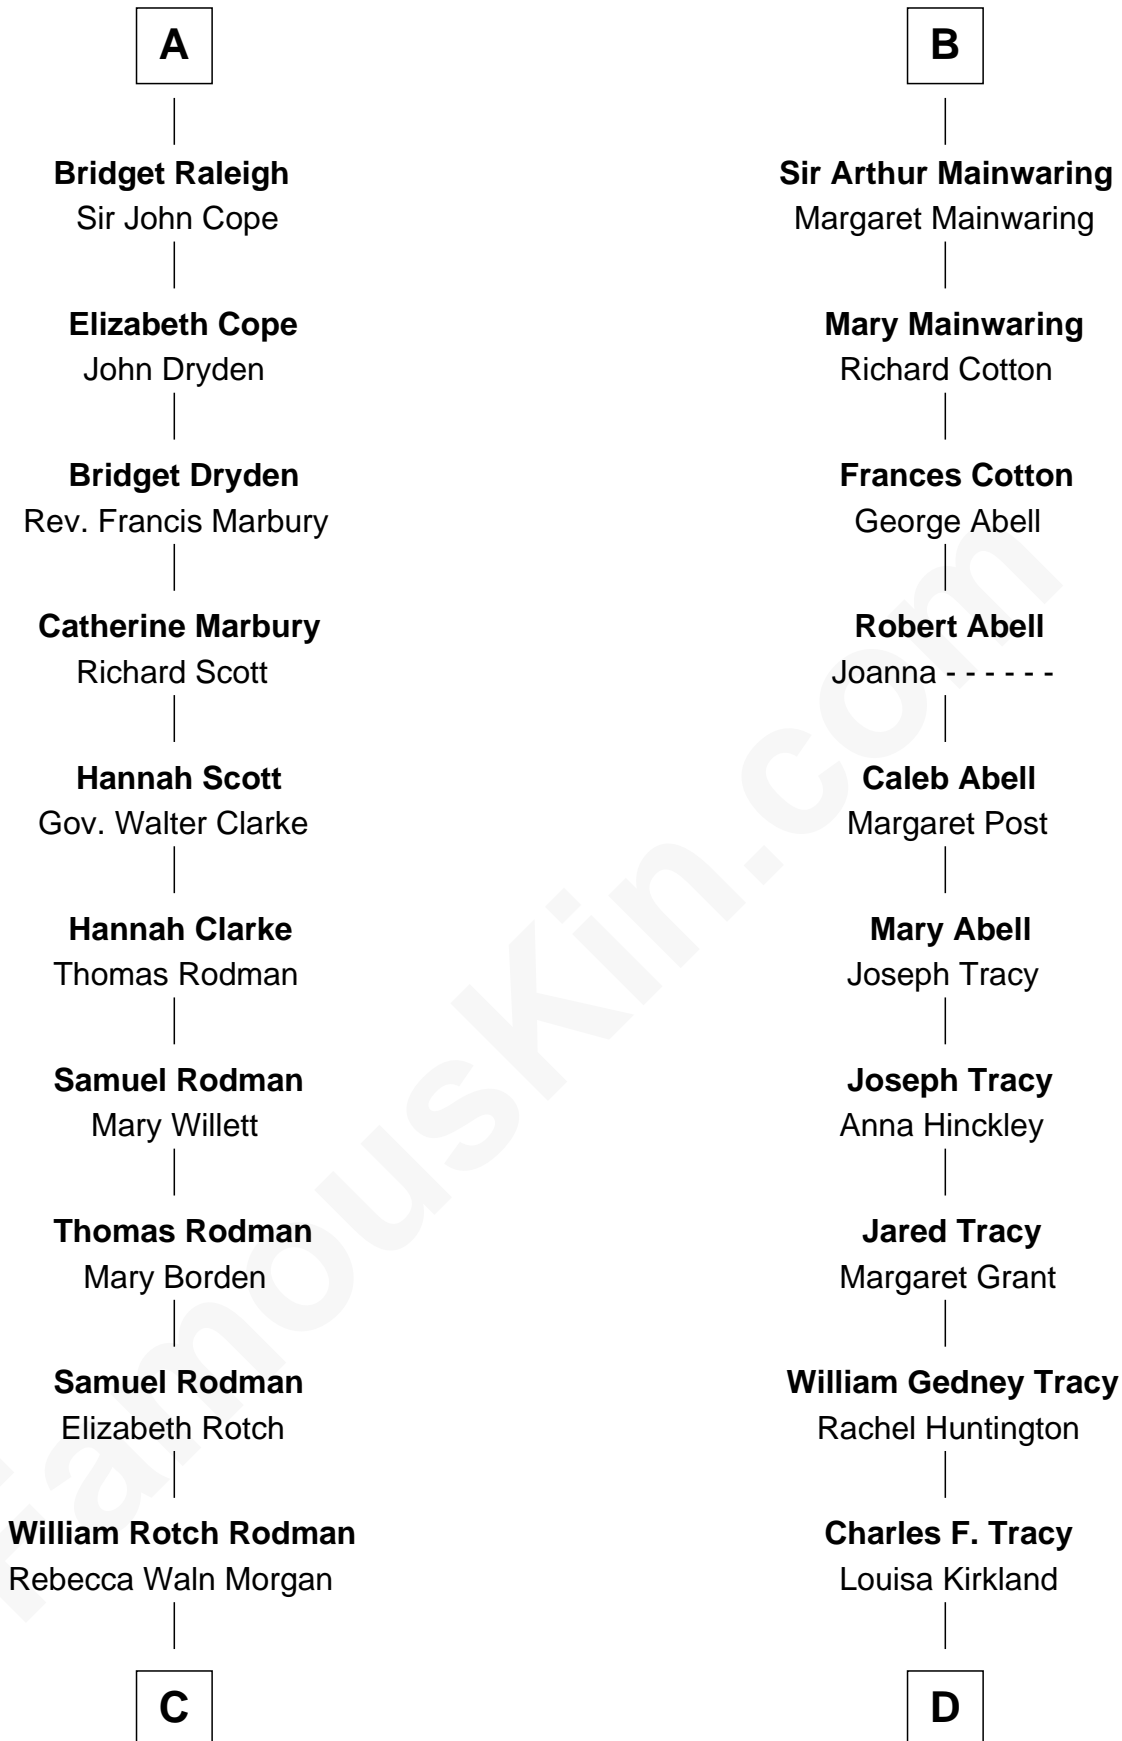 A
Bridget Raleigh
Sir John Cope
Elizabeth Cope
John Dryden
Bridget Dryden
Rev. Francis Marbury
Catherine Marbury
Richard Scott
Hannah Scott
Gov. Walter Clarke
Hannah Clarke
Thomas Rodman
Samuel Rodman
Mary Willett
Thomas Rodman
Mary Borden
Samuel Rodman
Elizabeth Rotch
William Rotch Rodman
Rebecca Waln Morgan
C
B
Sir Arthur Mainwaring
Margaret Mainwaring
Mary Mainwaring
Richard Cotton
Frances Cotton
George Abell
Robert Abell
Joanna - - - - - -
Caleb Abell
Margaret Post
Mary Abell
Joseph Tracy
Joseph Tracy
Anna Hinckley
Jared Tracy
Margaret Grant
William Gedney Tracy
Rachel Huntington
Charles F. Tracy
Louisa Kirkland
D
FamousKin.com